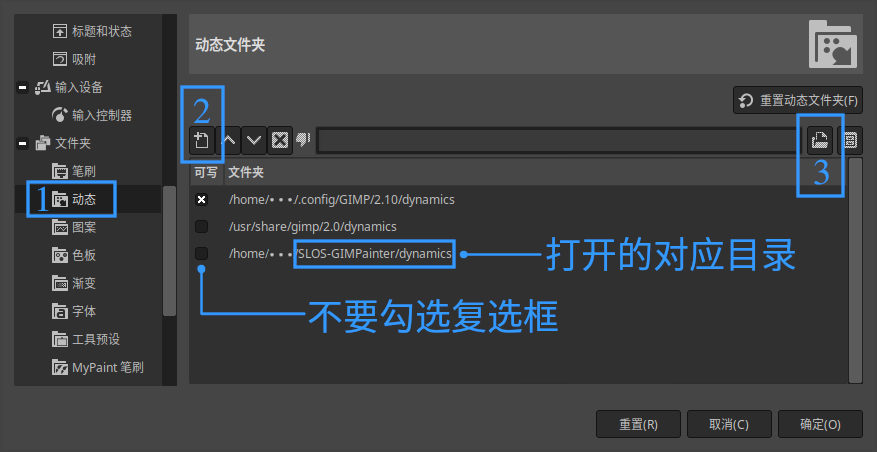 标题和状态
吸附
输入设备
输入控制器
文件夹
笔刷
1
动态
图案
色板
渐变
字体
工具预设
MyPaint 笔刷
动态文件夹
重置动态文件夹(F)
2
3
可写 文件夹
/home/•••/.config/GIMP/2.10/dynamics
/usr/share/gimp/2.0/dynamics
/home/•••/SLOS-GIMPainter/dynamics
打开的对应目录
不要勾选复选框
重置(R)
取消(C)
确定(O)